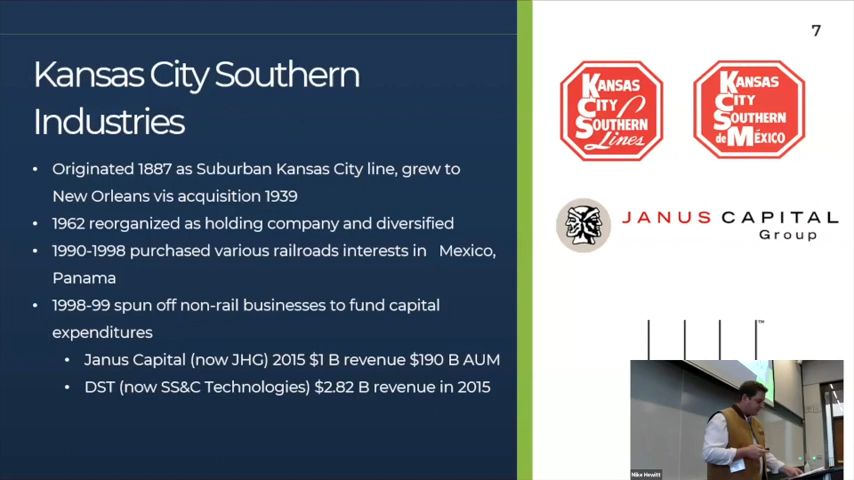 7
Kansas City Southern
Industries
• Originated 1887 as Suburban Kansas City line, grew to
New Orleans vis acquisition 1939
• 1962 reorganized as holding company and diversified
• 1990-1998 purchased various railroads interests in Mexico,
Panama
• 1998-99 spun off non-rail businesses to fund capital
expenditures
• Janus Capital (now JHG) 2015 $1 B revenue $190 B AUM
• DST (now SS&C Technologies) $2.82 B revenue in 2015
KANSAS
CITY
SOUTHERN
Lines
KANSAS
CITY
SOUTHERN
de MÉXICO
JANUS CAPITAL
Group
TM
Nike Hewitt